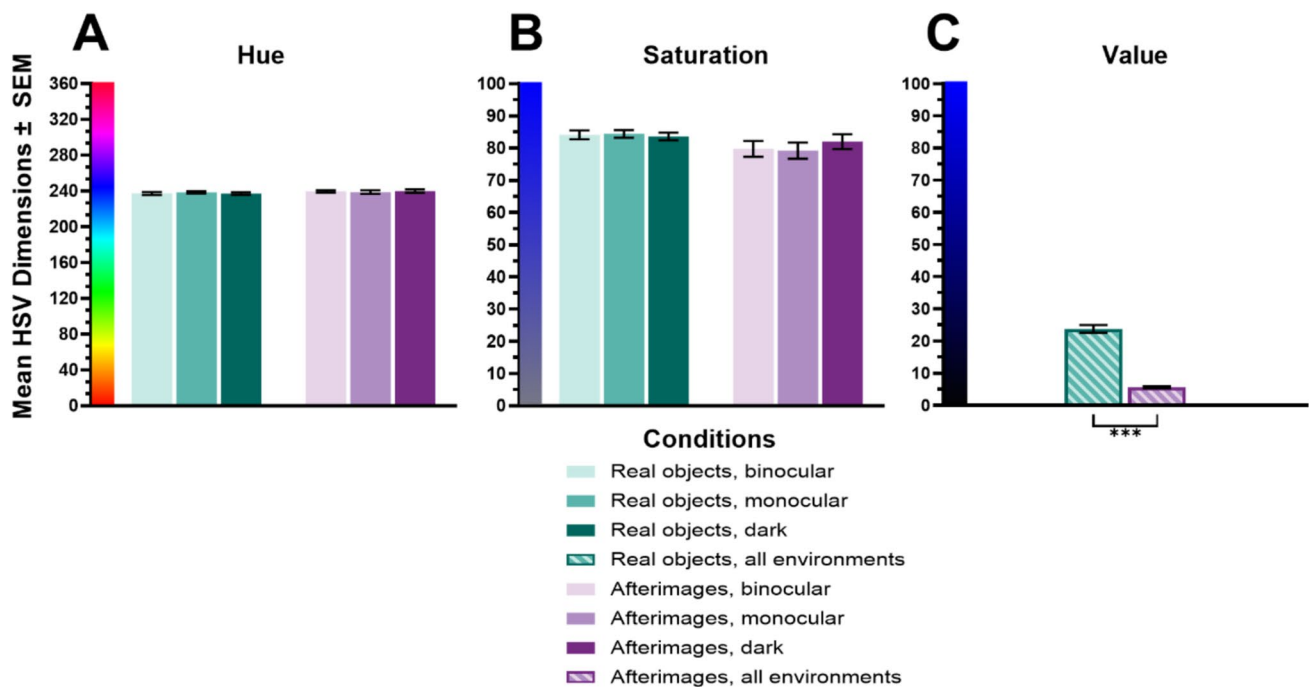 A
Hue
B
Saturation
C
Value
Mean HSV Dimensions ± SEM
360
320
280
240
200
160
120
80
40
0
100
90
80
70
60
50
40
30
20
10
0
100
90
80
70
60
50
40
30
20
10
0
***
Conditions
Real objects, binocular
Real objects, monocular
Real objects, dark
Real objects, all environments
Afterimages, binocular
Afterimages, monocular
Afterimages, dark
Afterimages, all environments